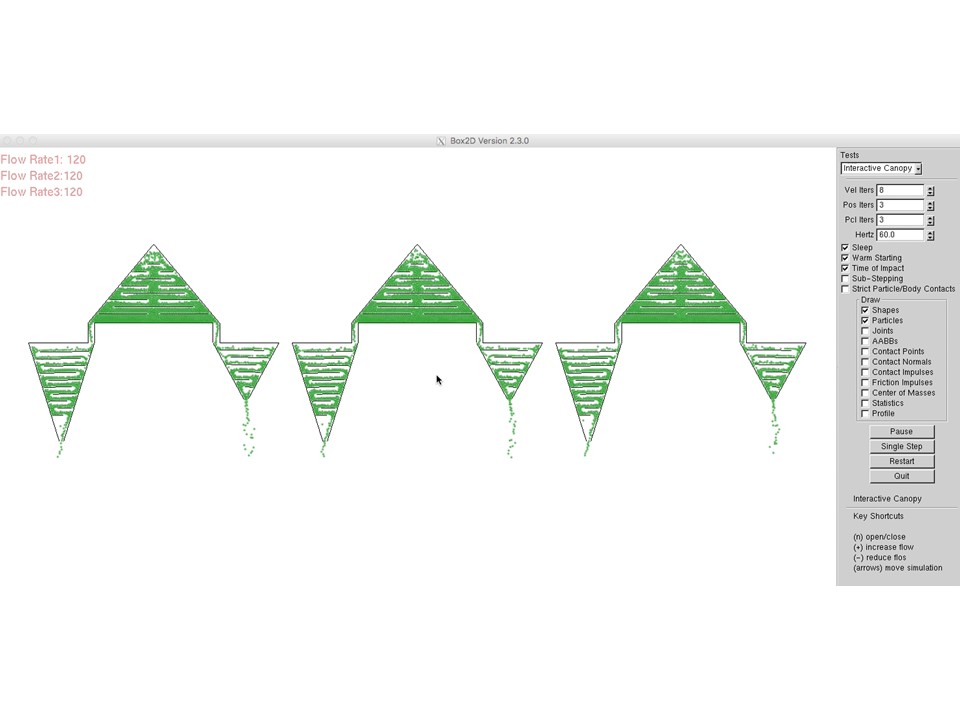 Box2D Version 2.3.0
Flow Rate1: 120
Flow Rate2:120
Flow Rate3:120
Tests
Interactive Canopy
Vel Iters 8
Pos Iters 3
Pcl Iters 3
Hertz 60.0
Sleep
Warm Starting
Time of Impact
Sub-Stepping
Strict Particle/Body Contacts
Draw
Shapes
Particles
Joints
AABBs
Contact Points
Contact Normals
Contact Impulses
Friction Impulses
Center of Masses
Statistics
Profile
Pause
Single Step
Restart
Quit
Interactive Canopy
Key Shortcuts
(n) open/close
(+) increase flow
(-) reduce flos
(arrows) move simulation